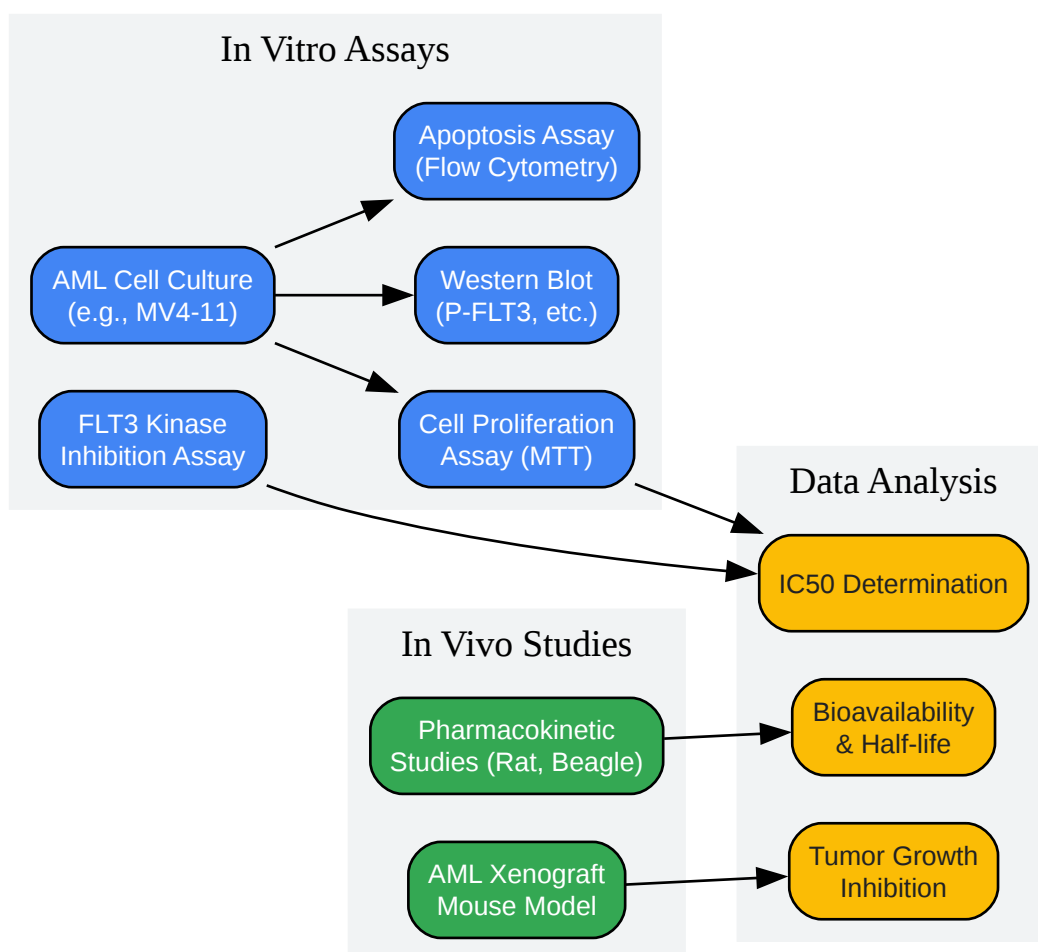 In Vitro Assays
Apoptosis Assay
(Flow Cytometry)
AML Cell Culture
(e.g., MV4-11)
Western Blot
(P-FLT3, etc.)
FLT3 Kinase
Inhibition Assay
Cell Proliferation
Assay (MTT)
Data Analysis
IC50 Determination
In Vivo Studies
Pharmacokinetic
Studies (Rat, Beagle)
Bioavailability
& Half-life
AML Xenograft
Mouse Model
Tumor Growth
Inhibition